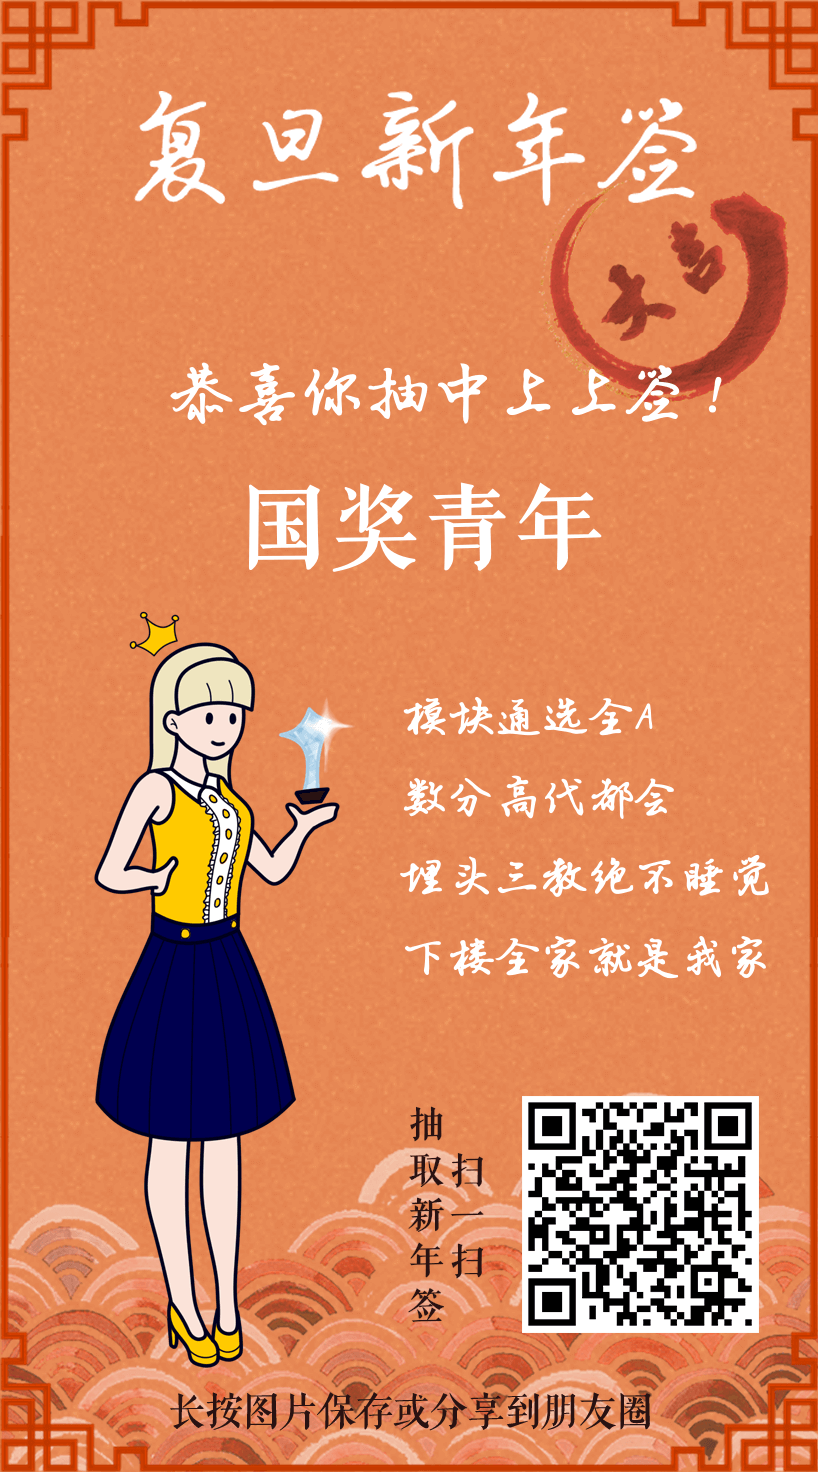 复旦新年签
大吉
恭喜你抽中上上签！
国奖青年
模块通选全A
数分高代都会
埋头三教绝不睡觉
下楼全家就是我家
扫一扫
抽取新年签
长按图片保存或分享到朋友圈